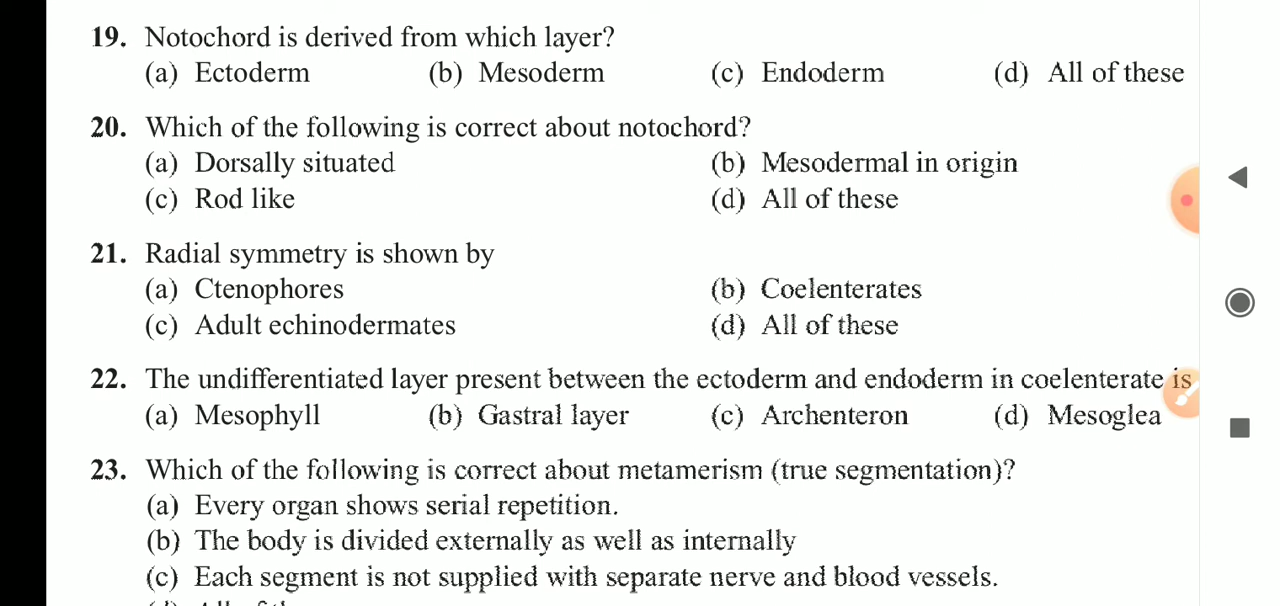 19. Notochord is derived from which layer?
(a) Ectoderm (b) Mesoderm (c) Endoderm (d) All of these
20. Which of the following is correct about notochord?
(a) Dorsally situated (b) Mesodermal in origin
(c) Rod like (d) All of these
21. Radial symmetry is shown by
(a) Ctenophores (b) Coelenterates
(c) Adult echinodermates (d) All of these
22. The undifferentiated layer present between the ectoderm and endoderm in coelenterate is
(a) Mesophyll (b) Gastral layer (c) Archenteron (d) Mesoglea
23. Which of the following is correct about metamerism (true segmentation)?
(a) Every organ shows serial repetition.
(b) The body is divided externally as well as internally
(c) Each segment is not supplied with separate nerve and blood vessels.